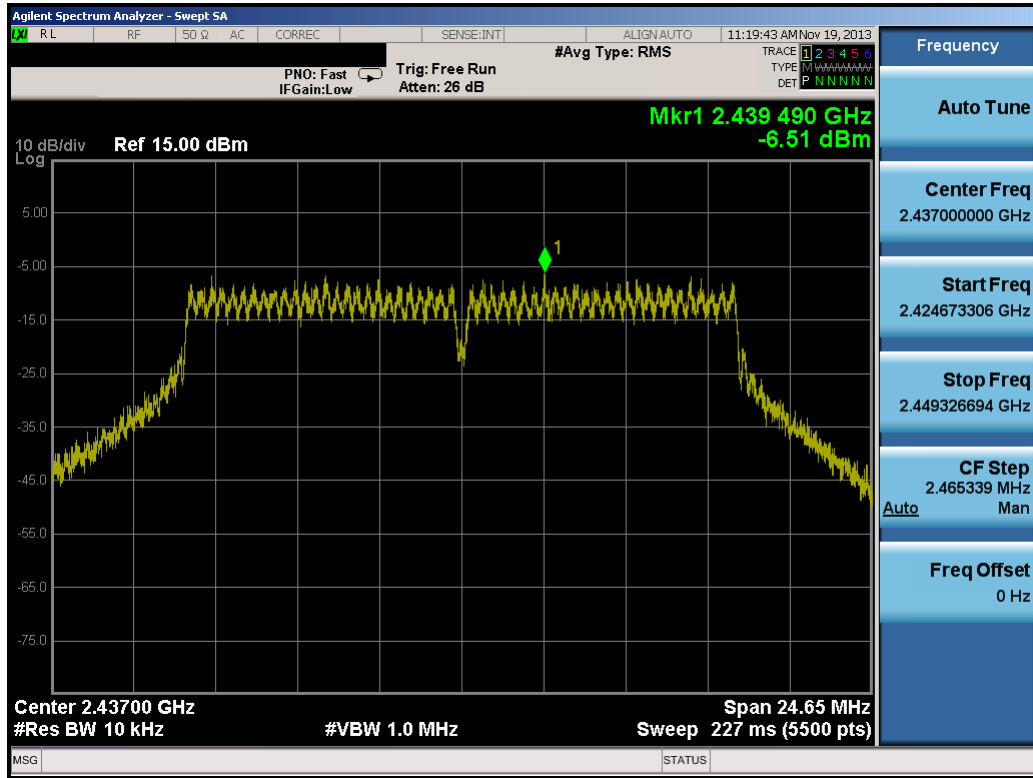 Agilent Spectrum Analyzer - Swept SA
LXI RL RF 50 Ω AC CORREC SENSE:INT ALIGNAUTO 11:19:43 AMNov 19, 2013
PNO: Fast
IFGain:Low
Trig: Free Run
Atten: 26 dB
#Avg Type: RMS
TRACE 1 2 3 4 5 6
TYPE M WWWWW
DET P N N N N N
Mkr1 2.439 490 GHz
-6.51 dBm
10 dB/div Ref 15.00 dBm
Log
1
5.00
-5.00
-15.0
-25.0
-35.0
-45.0
-55.0
-65.0
-75.0
Center 2.43700 GHz Span 24.65 MHz
#Res BW 10 kHz #VBW 1.0 MHz Sweep 227 ms (5500 pts)
MSG STATUS
Frequency
Auto Tune
Center Freq
2.437000000 GHz
Start Freq
2.424673306 GHz
Stop Freq
2.449326694 GHz
CF Step
2.465339 MHz
Auto Man
Freq Offset
0 Hz